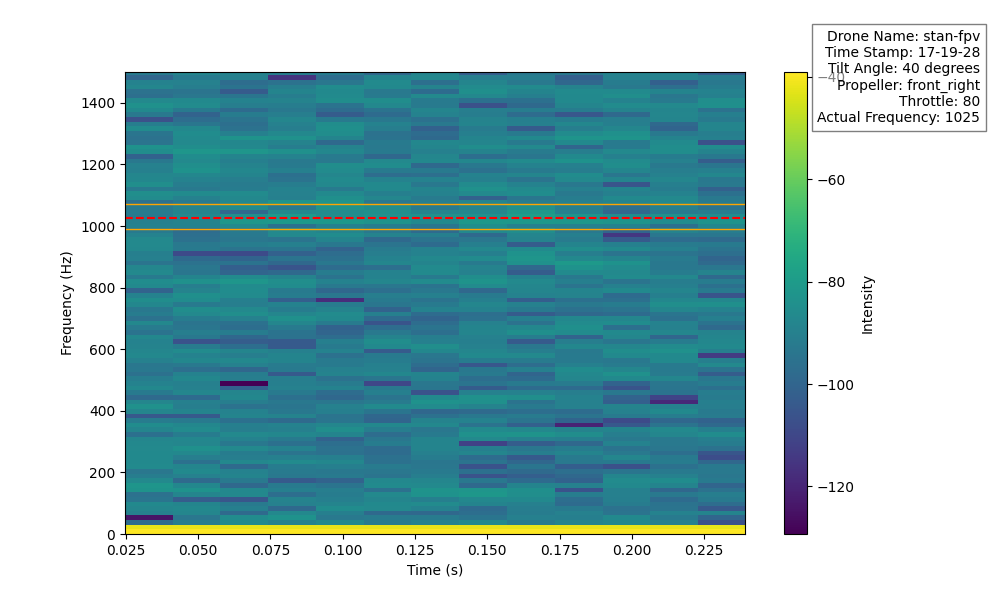 Drone Name: stan-fpv
Time Stamp: 17-19-28
Tilt Angle: 40 degrees
Propeller: front_right
Throttle: 80
Actual Frequency: 1025
1400
1200
1000
800
600
400
200
0
Frequency (Hz)
0.025 0.050 0.075 0.100 0.125 0.150 0.175 0.200 0.225
Time (s)
−40
−60
−80
−100
−120
Intensity